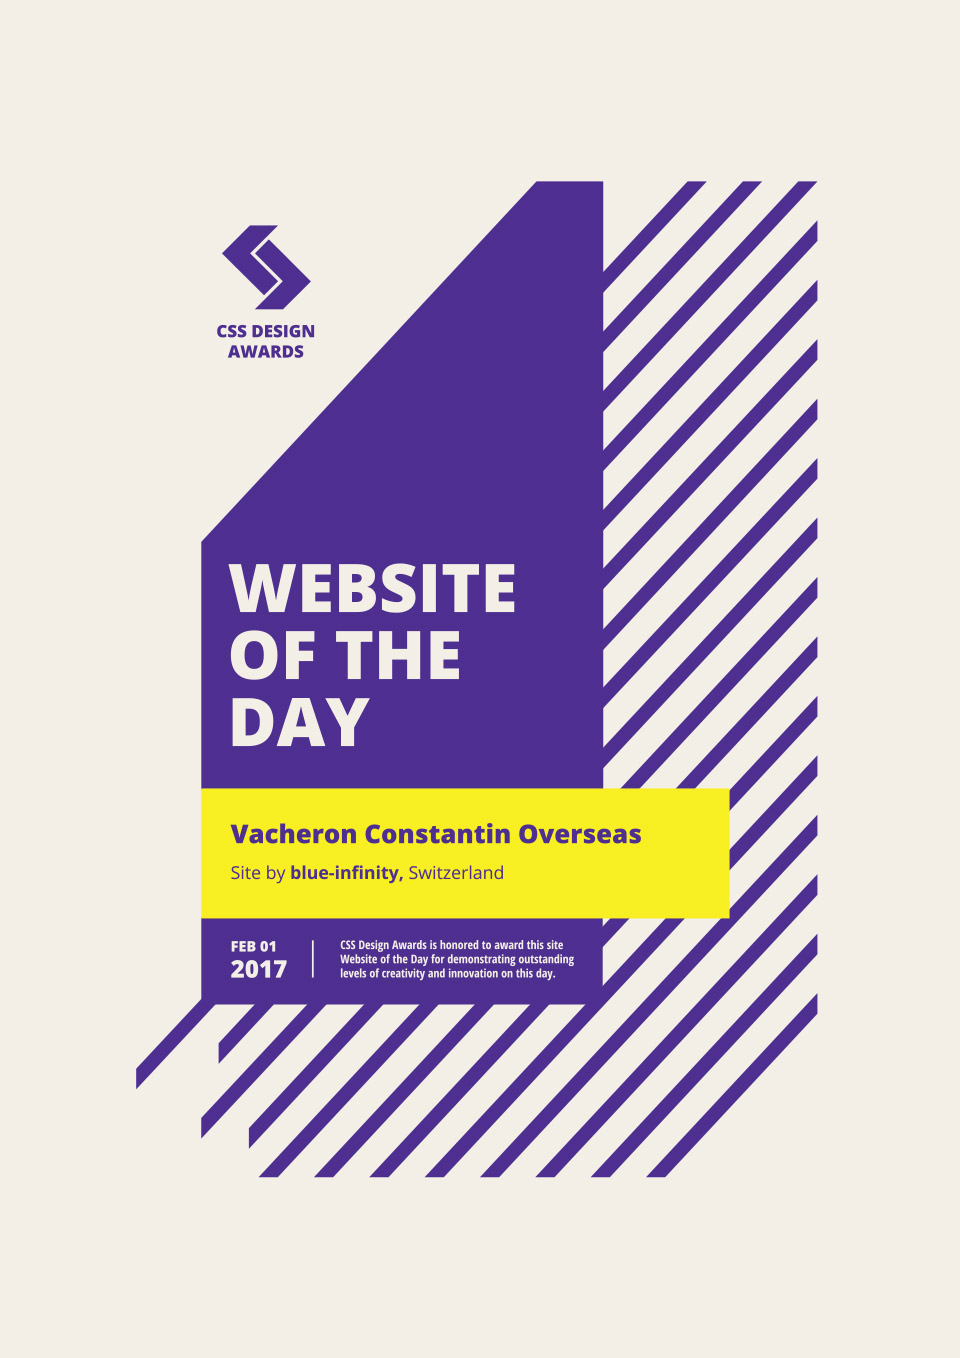 CSS DESIGN
AWARDS
WEBSITE
OF THE
DAY
Vacheron Constantin Overseas
Site by blue-infinity, Switzerland
FEB 01
2017
CSS Design Awards is honored to award this site
Website of the Day for demonstrating outstanding
levels of creativity and innovation on this day.